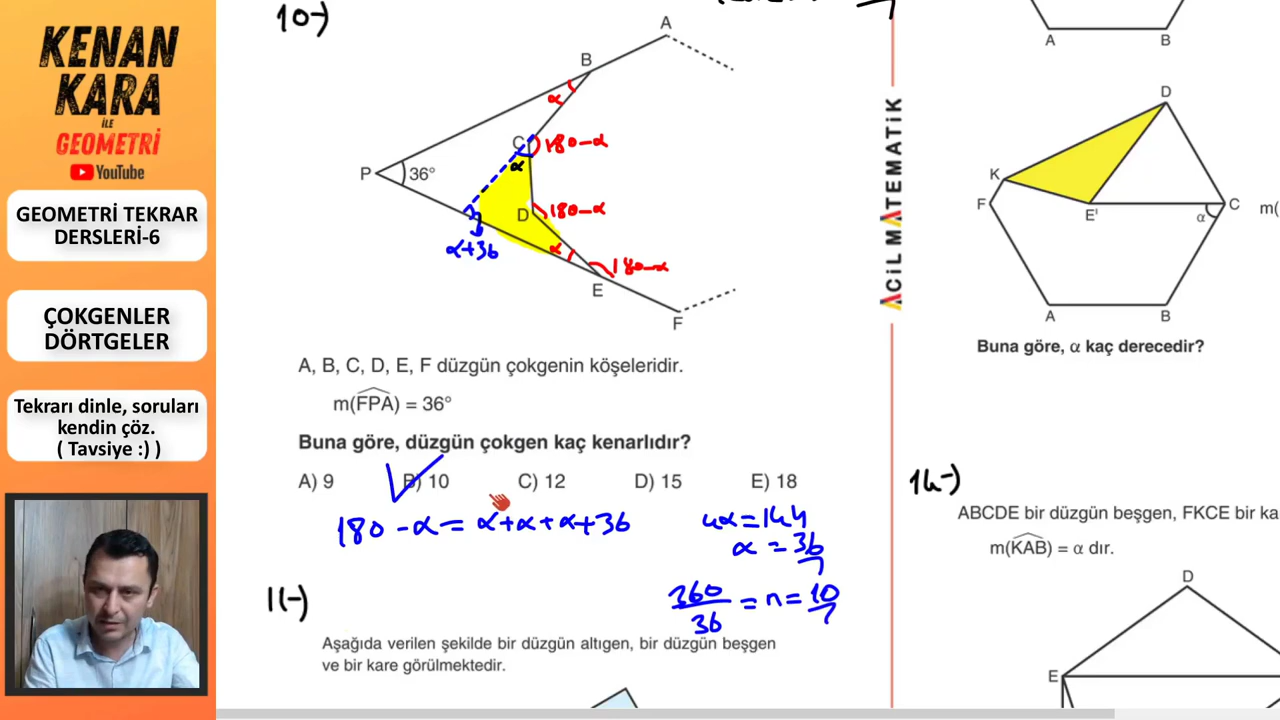 KENAN
KARA
İLE
GEOMETRİ
YouTube
GEOMETRİ TEKRAR
DERSLERİ-6
ÇOKGENLER
DÖRTGELER
Tekrarı dinle, soruları
kendin çöz.
( Tavsiye :) )
10-)
A
B
α
C
180-α
α
P
36°
D
180-α
α+36
α
180-α
E
F
A, B, C, D, E, F düzgün çokgenin köşeleridir.
m(FPA) = 36°
Buna göre, düzgün çokgen kaç kenarlıdır?
A) 9
B) 10
C) 12
D) 15
E) 18
180-α = α+α+α+36
4α=144
α = 36
360/36 = n = 10
11-)
Aşağıda verilen şekilde bir düzgün altıgen, bir düzgün beşgen
ve bir kare görülmektedir.
ACİL MATEMATİK
A
B
D
K
F
E'
α
C
m(
A
B
Buna göre, α kaç derecedir?
14-)
ABCDE bir düzgün beşgen, FKCE bir ka
m(KAB) = α dır.
D
E